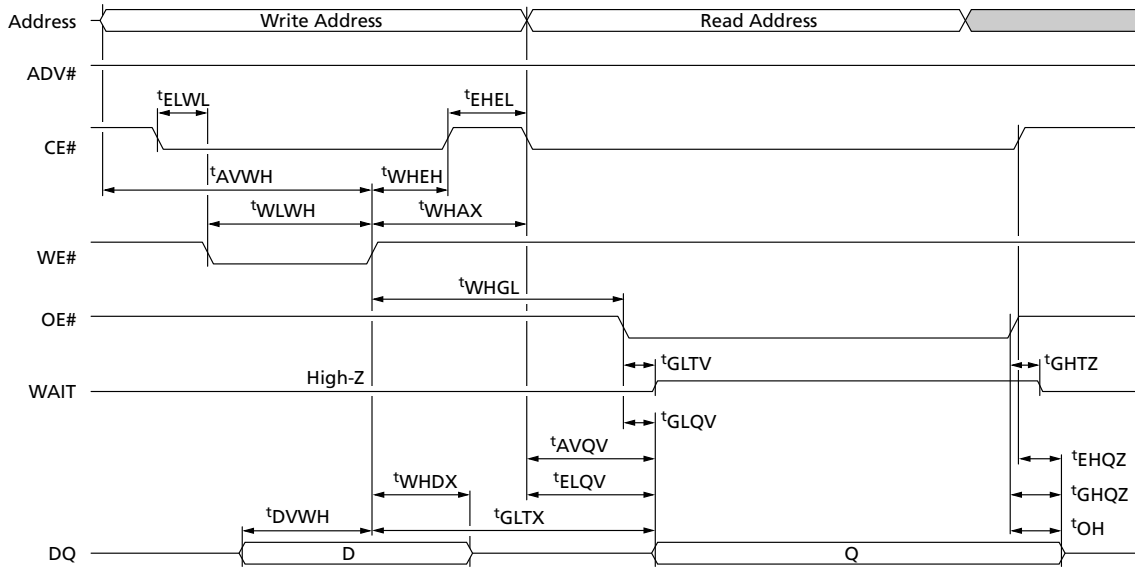 Address Write Address Read Address
ADV#
tELWL tEHEL
CE#
tAVWH tWHEH
tWLWH tWHAX
WE#
tWHGL
OE#
tGLTV tGHTZ
High-Z
WAIT
tGLQV
tAVQV tEHQZ
tWHDX tELQV tGHQZ
tDVWH tGLTX tOH
DQ D Q